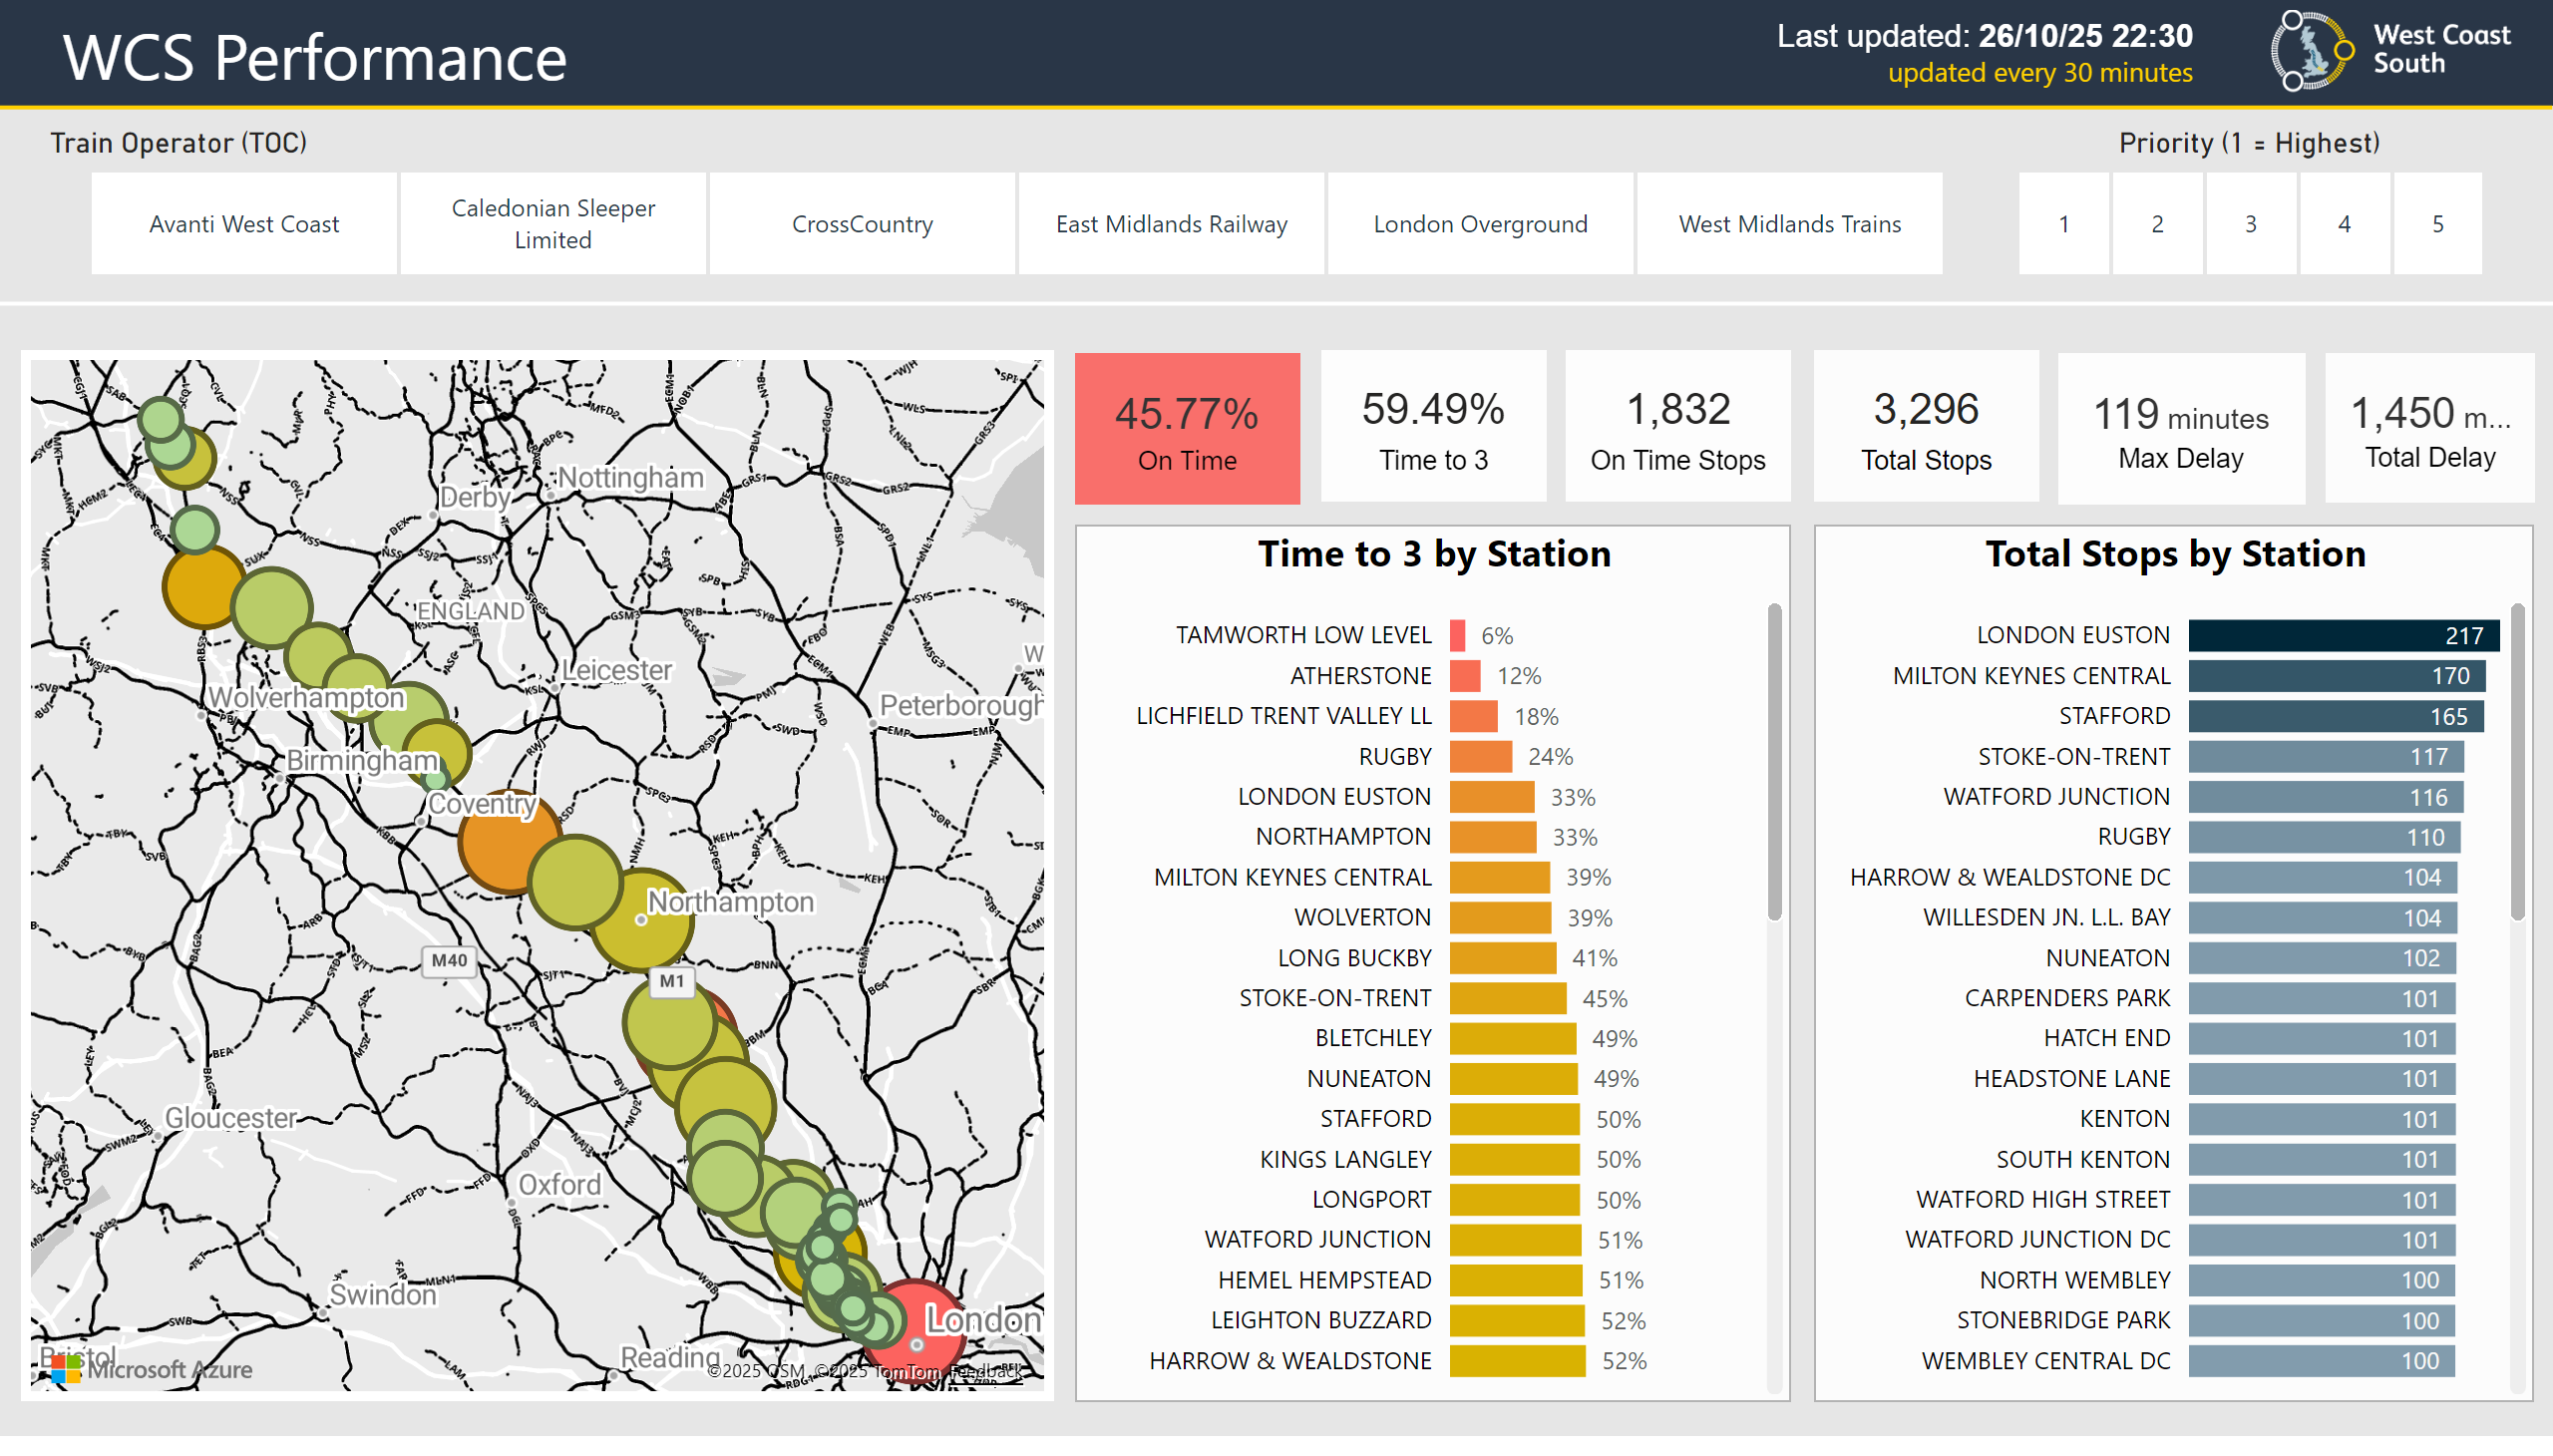 WCS Performance
Last updated: 26/10/25 22:30
updated every 30 minutes
West Coast
South
Train Operator (TOC)
Priority (1 = Highest)
Avanti West Coast
Caledonian Sleeper
Limited
CrossCountry
East Midlands Railway
London Overground
West Midlands Trains
1
2
3
4
5
45.77%
On Time
59.49%
Time to 3
1,832
On Time Stops
3,296
Total Stops
119 minutes
Max Delay
1,450 m...
Total Delay
Nottingham
Derby
ENGLAND
Leicester
Wolverhampton
Peterborough
Birmingham
Coventry
Northampton
M40
M1
Gloucester
Oxford
Swindon
London
Reading
Bristol
Microsoft Azure
©2025 OSM, ©2025 TomTom Feedback
Time to 3 by Station
TAMWORTH LOW LEVEL 6%
ATHERSTONE 12%
LICHFIELD TRENT VALLEY LL 18%
RUGBY 24%
LONDON EUSTON 33%
NORTHAMPTON 33%
MILTON KEYNES CENTRAL 39%
WOLVERTON 39%
LONG BUCKBY 41%
STOKE-ON-TRENT 45%
BLETCHLEY 49%
NUNEATON 49%
STAFFORD 50%
KINGS LANGLEY 50%
LONGPORT 50%
WATFORD JUNCTION 51%
HEMEL HEMPSTEAD 51%
LEIGHTON BUZZARD 52%
HARROW & WEALDSTONE 52%
Total Stops by Station
LONDON EUSTON 217
MILTON KEYNES CENTRAL 170
STAFFORD 165
STOKE-ON-TRENT 117
WATFORD JUNCTION 116
RUGBY 110
HARROW & WEALDSTONE DC 104
WILLESDEN JN. L.L. BAY 104
NUNEATON 102
CARPENDERS PARK 101
HATCH END 101
HEADSTONE LANE 101
KENTON 101
SOUTH KENTON 101
WATFORD HIGH STREET 101
WATFORD JUNCTION DC 101
NORTH WEMBLEY 100
STONEBRIDGE PARK 100
WEMBLEY CENTRAL DC 100